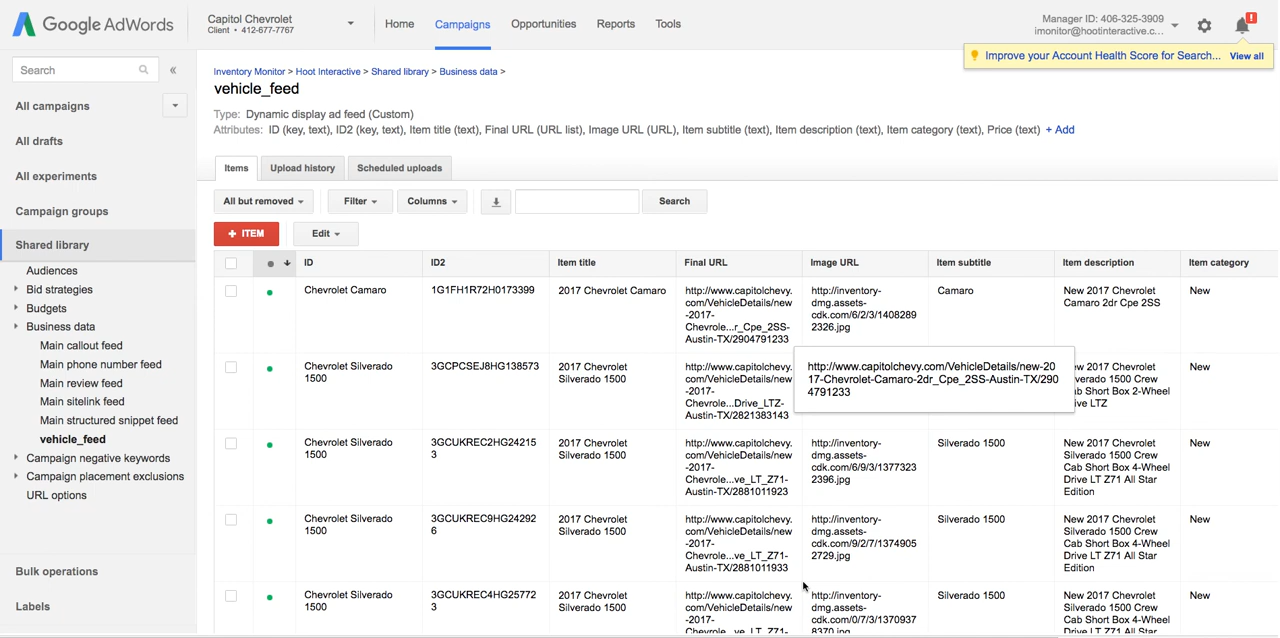 Google AdWords
Capitol Chevrolet
Client • 412-677-7767
Home
Campaigns
Opportunities
Reports
Tools
Manager ID: 406-325-3909
imonitor@hootinteractive.c...
!
Improve your Account Health Score for Search... View all
Search
«
All campaigns
All drafts
All experiments
Campaign groups
Shared library
Audiences
Bid strategies
Budgets
Business data
Main callout feed
Main phone number feed
Main review feed
Main sitelink feed
Main structured snippet feed
vehicle_feed
Campaign negative keywords
Campaign placement exclusions
URL options
Bulk operations
Labels
Inventory Monitor > Hoot Interactive > Shared library > Business data >
vehicle_feed
Type: Dynamic display ad feed (Custom)
Attributes: ID (key, text), ID2 (key, text), Item title (text), Final URL (URL list), Image URL (URL), Item subtitle (text), Item description (text), Item category (text), Price (text) + Add
Items
Upload history
Scheduled uploads
All but removed
Filter
Columns
Search
+ ITEM
Edit
ID
ID2
Item title
Final URL
Image URL
Item subtitle
Item description
Item category
Chevrolet Camaro
1G1FH1R72H0173399
2017 Chevrolet Camaro
http://www.capitolchevy.
com/VehicleDetails/new
-2017-
Chevrole...r_Cpe_2SS-
Austin-TX/2904791233
http://inventory-
dmg.assets-
cdk.com/6/2/3/1408289
2326.jpg
Camaro
New 2017 Chevrolet
Camaro 2dr Cpe 2SS
New
http://www.capitolchevy.com/VehicleDetails/new-20
17-Chevrolet-Camaro-2dr_Cpe_2SS-Austin-TX/290
4791233
Chevrolet Silverado
1500
3GCPCSEJ8HG138573
2017 Chevrolet
Silverado 1500
http://www.capitolchevy.
com/VehicleDetails/new
-2017-
Chevrole...Drive_LTZ-
Austin-TX/2821383143
2017 Chevrolet
1500 Crew
Short Box 2-Wheel
LTZ
New
Chevrolet Silverado
1500
3GCUKREC2HG24215
3
2017 Chevrolet
Silverado 1500
http://www.capitolchevy.
com/VehicleDetails/new
-2017-
Chevrole...ve_LT_Z71-
Austin-TX/2881011923
http://inventory-
dmg.assets-
cdk.com/6/9/3/1377323
2396.jpg
Silverado 1500
New 2017 Chevrolet
Silverado 1500 Crew
Cab Short Box 4-Wheel
Drive LT Z71 All Star
Edition
New
Chevrolet Silverado
1500
3GCUKREC9HG24292
6
2017 Chevrolet
Silverado 1500
http://www.capitolchevy.
com/VehicleDetails/new
-2017-
Chevrole...ve_LT_Z71-
Austin-TX/2881011933
http://inventory-
dmg.assets-
cdk.com/9/2/7/1374905
2729.jpg
Silverado 1500
New 2017 Chevrolet
Silverado 1500 Crew
Cab Short Box 4-Wheel
Drive LT Z71 All Star
Edition
New
Chevrolet Silverado
1500
3GCUKREC4HG25772
3
2017 Chevrolet
Silverado 1500
http://www.capitolchevy.
com/VehicleDetails/new
-2017-
Chevrole...ve_LT_Z71-
http://inventory-
dmg.assets-
cdk.com/0/7/3/1370937
8370.jpg
Silverado 1500
New 2017 Chevrolet
Silverado 1500 Crew
Cab Short Box 4-Wheel
Drive LT Z71 All Star
New